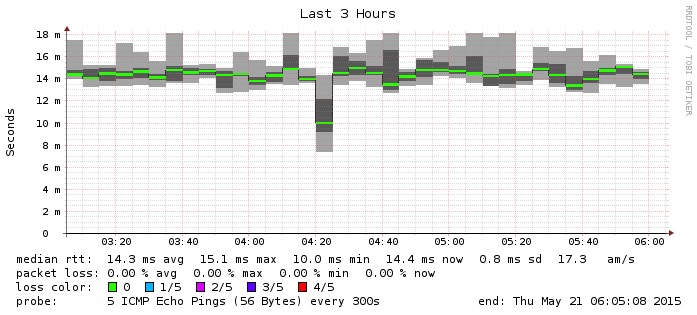 Last 3 Hours
RRDTOOL / TOBI OETIKER
Seconds
18 m
16 m
14 m
12 m
10 m
8 m
6 m
4 m
2 m
0
03:20 03:40 04:00 04:20 04:40 05:00 05:20 05:40 06:00
median rtt: 14.3 ms avg 15.1 ms max 10.0 ms min 14.4 ms now 0.8 ms sd 17.3 am/s
packet loss: 0.00 % avg 0.00 % max 0.00 % min 0.00 % now
loss color: 0 1/5 2/5 3/5 4/5
probe: 5 ICMP Echo Pings (56 Bytes) every 300s end: Thu May 21 06:05:08 2015